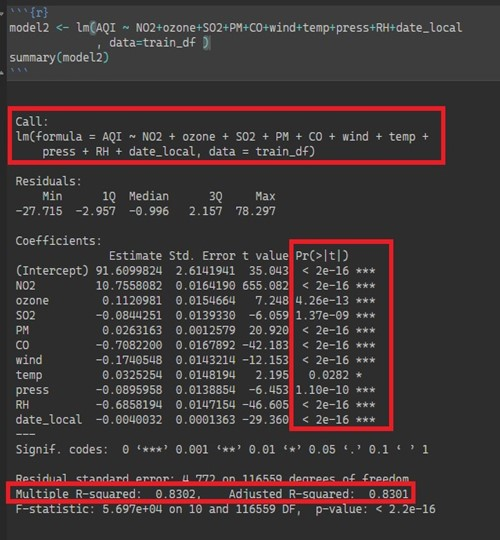 ```{r}
model2 <- lm(AQI ~ NO2+ozone+SO2+PM+CO+wind+temp+press+RH+date_local
, data=train_df )
summary(model2)
```
Call:
lm(formula = AQI ~ NO2 + ozone + SO2 + PM + CO + wind + temp +
press + RH + date_local, data = train_df)
Residuals:
Min 1Q Median 3Q Max
-27.715 -2.957 -0.996 2.157 78.297
Coefficients:
Estimate Std. Error t value Pr(>|t|)
(Intercept) 91.6099824 2.6141941 35.043 < 2e-16 ***
NO2 10.7558082 0.0164190 655.082 < 2e-16 ***
ozone 0.1120981 0.0154664 7.248 4.26e-13 ***
SO2 -0.0844251 0.0139330 -6.059 1.37e-09 ***
PM 0.0263163 0.0012579 20.920 < 2e-16 ***
CO -0.7082200 0.0167892 -42.183 < 2e-16 ***
wind -0.1740548 0.0143214 -12.153 < 2e-16 ***
temp 0.0325254 0.0148194 2.195 0.0282 *
press -0.0895958 0.0138854 -6.453 1.10e-10 ***
RH -0.6858194 0.0147154 -46.605 < 2e-16 ***
date_local -0.0040032 0.0001363 -29.360 < 2e-16 ***
---
Signif. codes: 0 ‘***’ 0.001 ‘**’ 0.01 ‘*’ 0.05 ‘.’ 0.1 ‘ ’ 1
Residual standard error: 4.772 on 116559 degrees of freedom
Multiple R-squared: 0.8302, Adjusted R-squared: 0.8301
F-statistic: 5.697e+04 on 10 and 116559 DF, p-value: < 2.2e-16